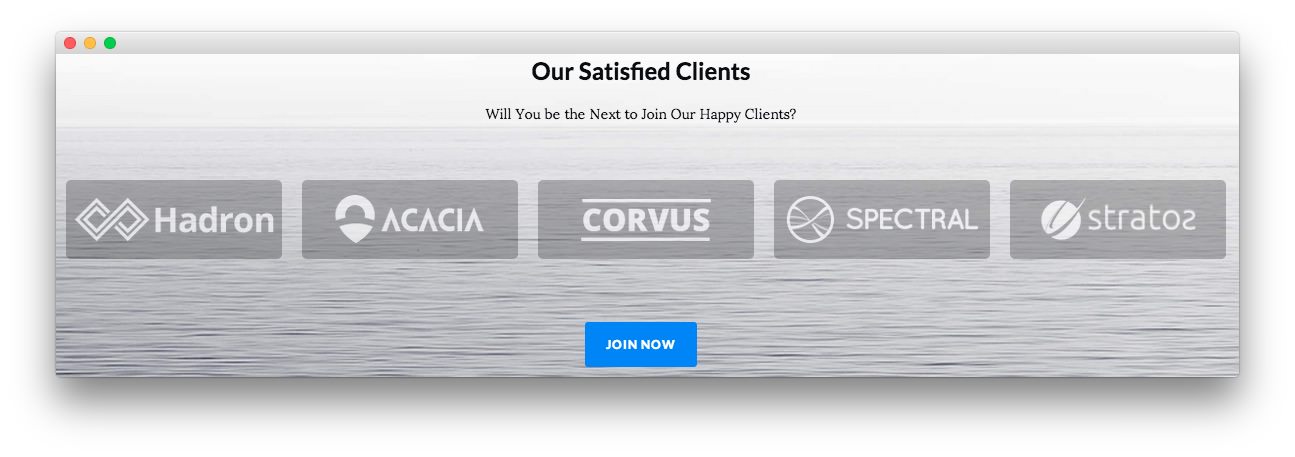 Our Satisfied Clients
Will You be the Next to Join Our Happy Clients?
Hadron
ACACIA
CORVUS
SPECTRAL
stratos
JOIN NOW